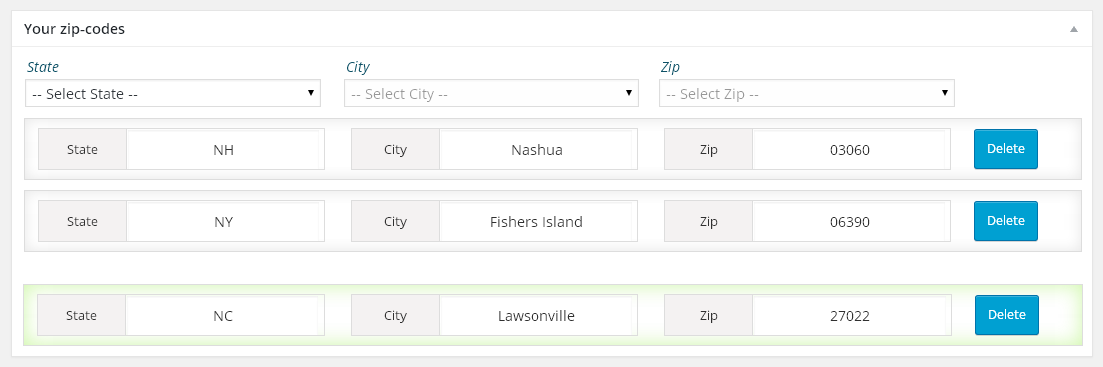 Your zip-codes
State City Zip
-- Select State -- -- Select City -- -- Select Zip --
State NH City Nashua Zip 03060 Delete
State NY City Fishers Island Zip 06390 Delete
State NC City Lawsonville Zip 27022 Delete